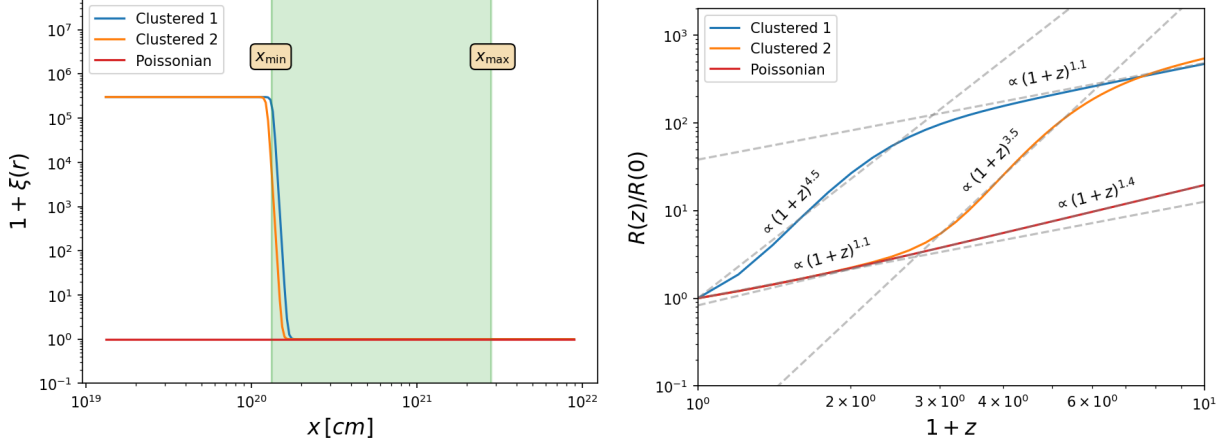 Clustered 1
Clustered 2
Poissonian
x_min
x_max
10^7
10^6
10^5
10^4
10^3
10^2
10^1
10^0
10^−1
1 + ξ(r)
10^19
10^20
10^21
10^22
x [cm]
Clustered 1
Clustered 2
Poissonian
∝ (1 + z)^1.1
∝ (1 + z)^4.5
∝ (1 + z)^3.5
∝ (1 + z)^1.4
∝ (1 + z)^1.1
10^3
10^2
10^1
10^0
10^−1
R(z)/R(0)
10^0
2 × 10^0
3 × 10^0
4 × 10^0
6 × 10^0
10^1
1 + z